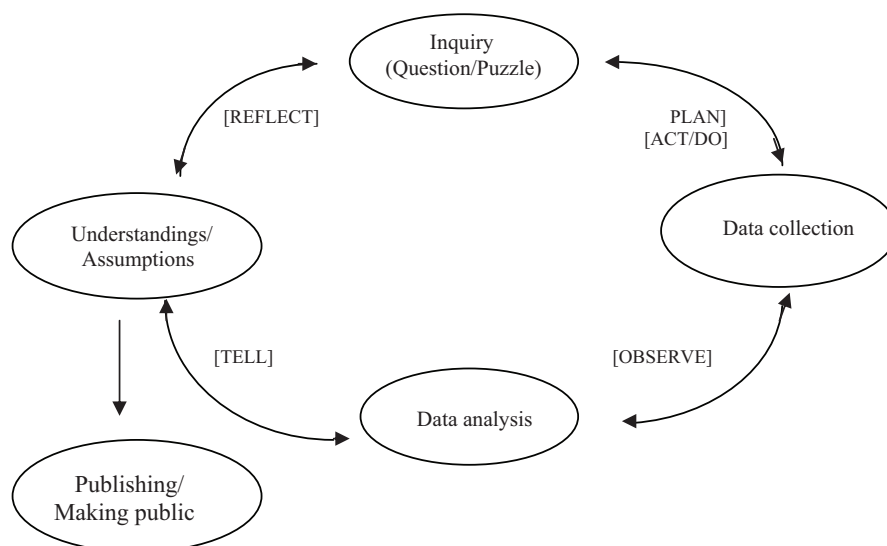 Inquiry
(Question/Puzzle)
[REFLECT]
PLAN]
[ACT/DO]
Understandings/
Assumptions
Data collection
[TELL]
[OBSERVE]
Data analysis
Publishing/
Making public